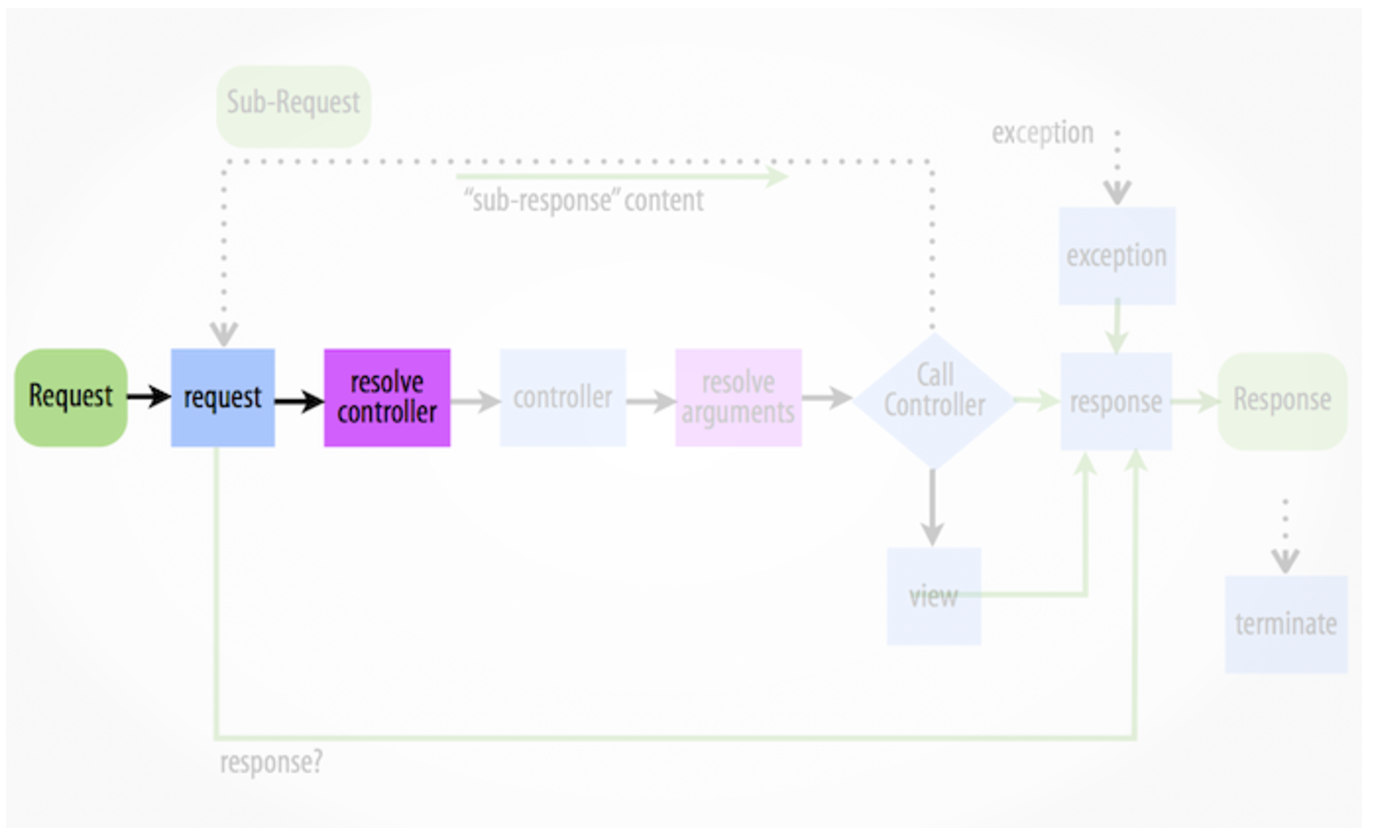 Sub-Request
exception
“sub-response” content
exception
Request
request
resolve
controller
controller
resolve
arguments
Call
Controller
response
Response
view
terminate
response?